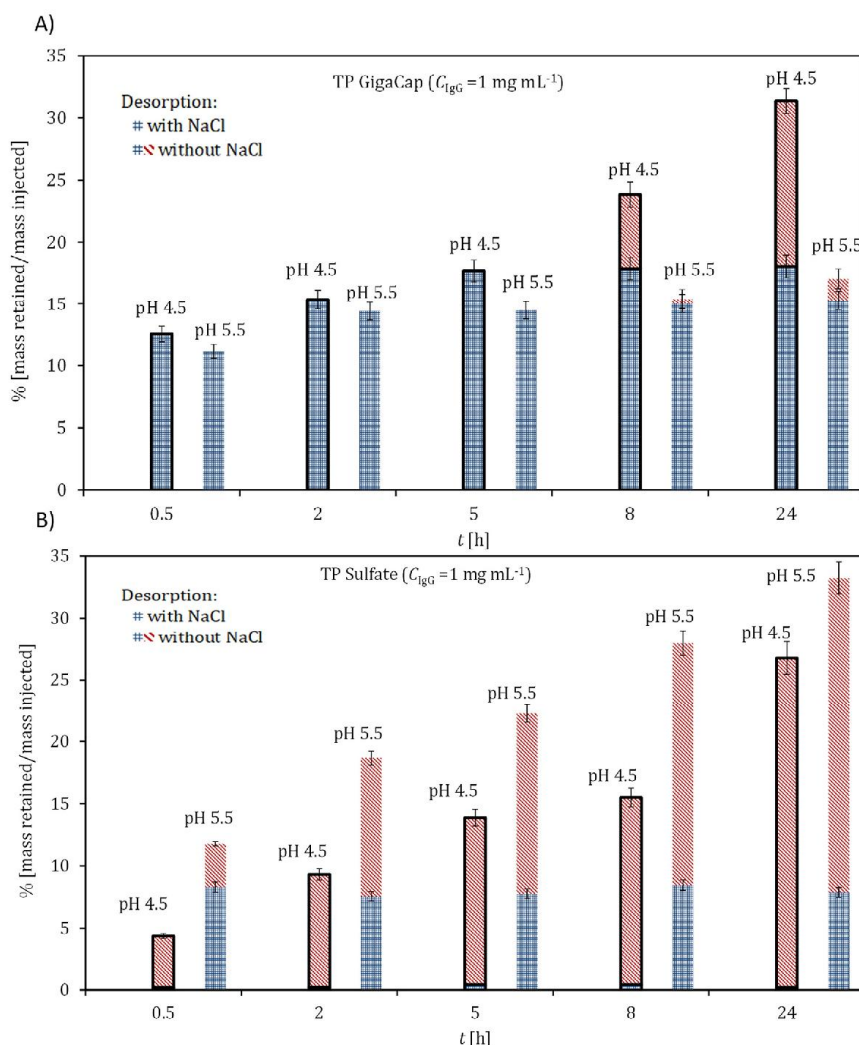 A)
35
30
25
20
15
10
5
0
% [mass retained/mass injected]
TP GigaCap (C_IgG =1 mg mL⁻¹)
Desorption:
with NaCl
without NaCl
pH 4.5
pH 5.5
pH 4.5
pH 5.5
pH 4.5
pH 5.5
pH 4.5
pH 5.5
pH 4.5
pH 5.5
0.5 2 5 8 24
t [h]
B)
35
30
25
20
15
10
5
0
% [mass retained/mass injected]
TP Sulfate (C_IgG =1 mg mL⁻¹)
Desorption:
with NaCl
without NaCl
pH 4.5
pH 5.5
pH 4.5
pH 5.5
pH 4.5
pH 5.5
pH 4.5
pH 5.5
pH 4.5
pH 5.5
0.5 2 5 8 24
t [h]